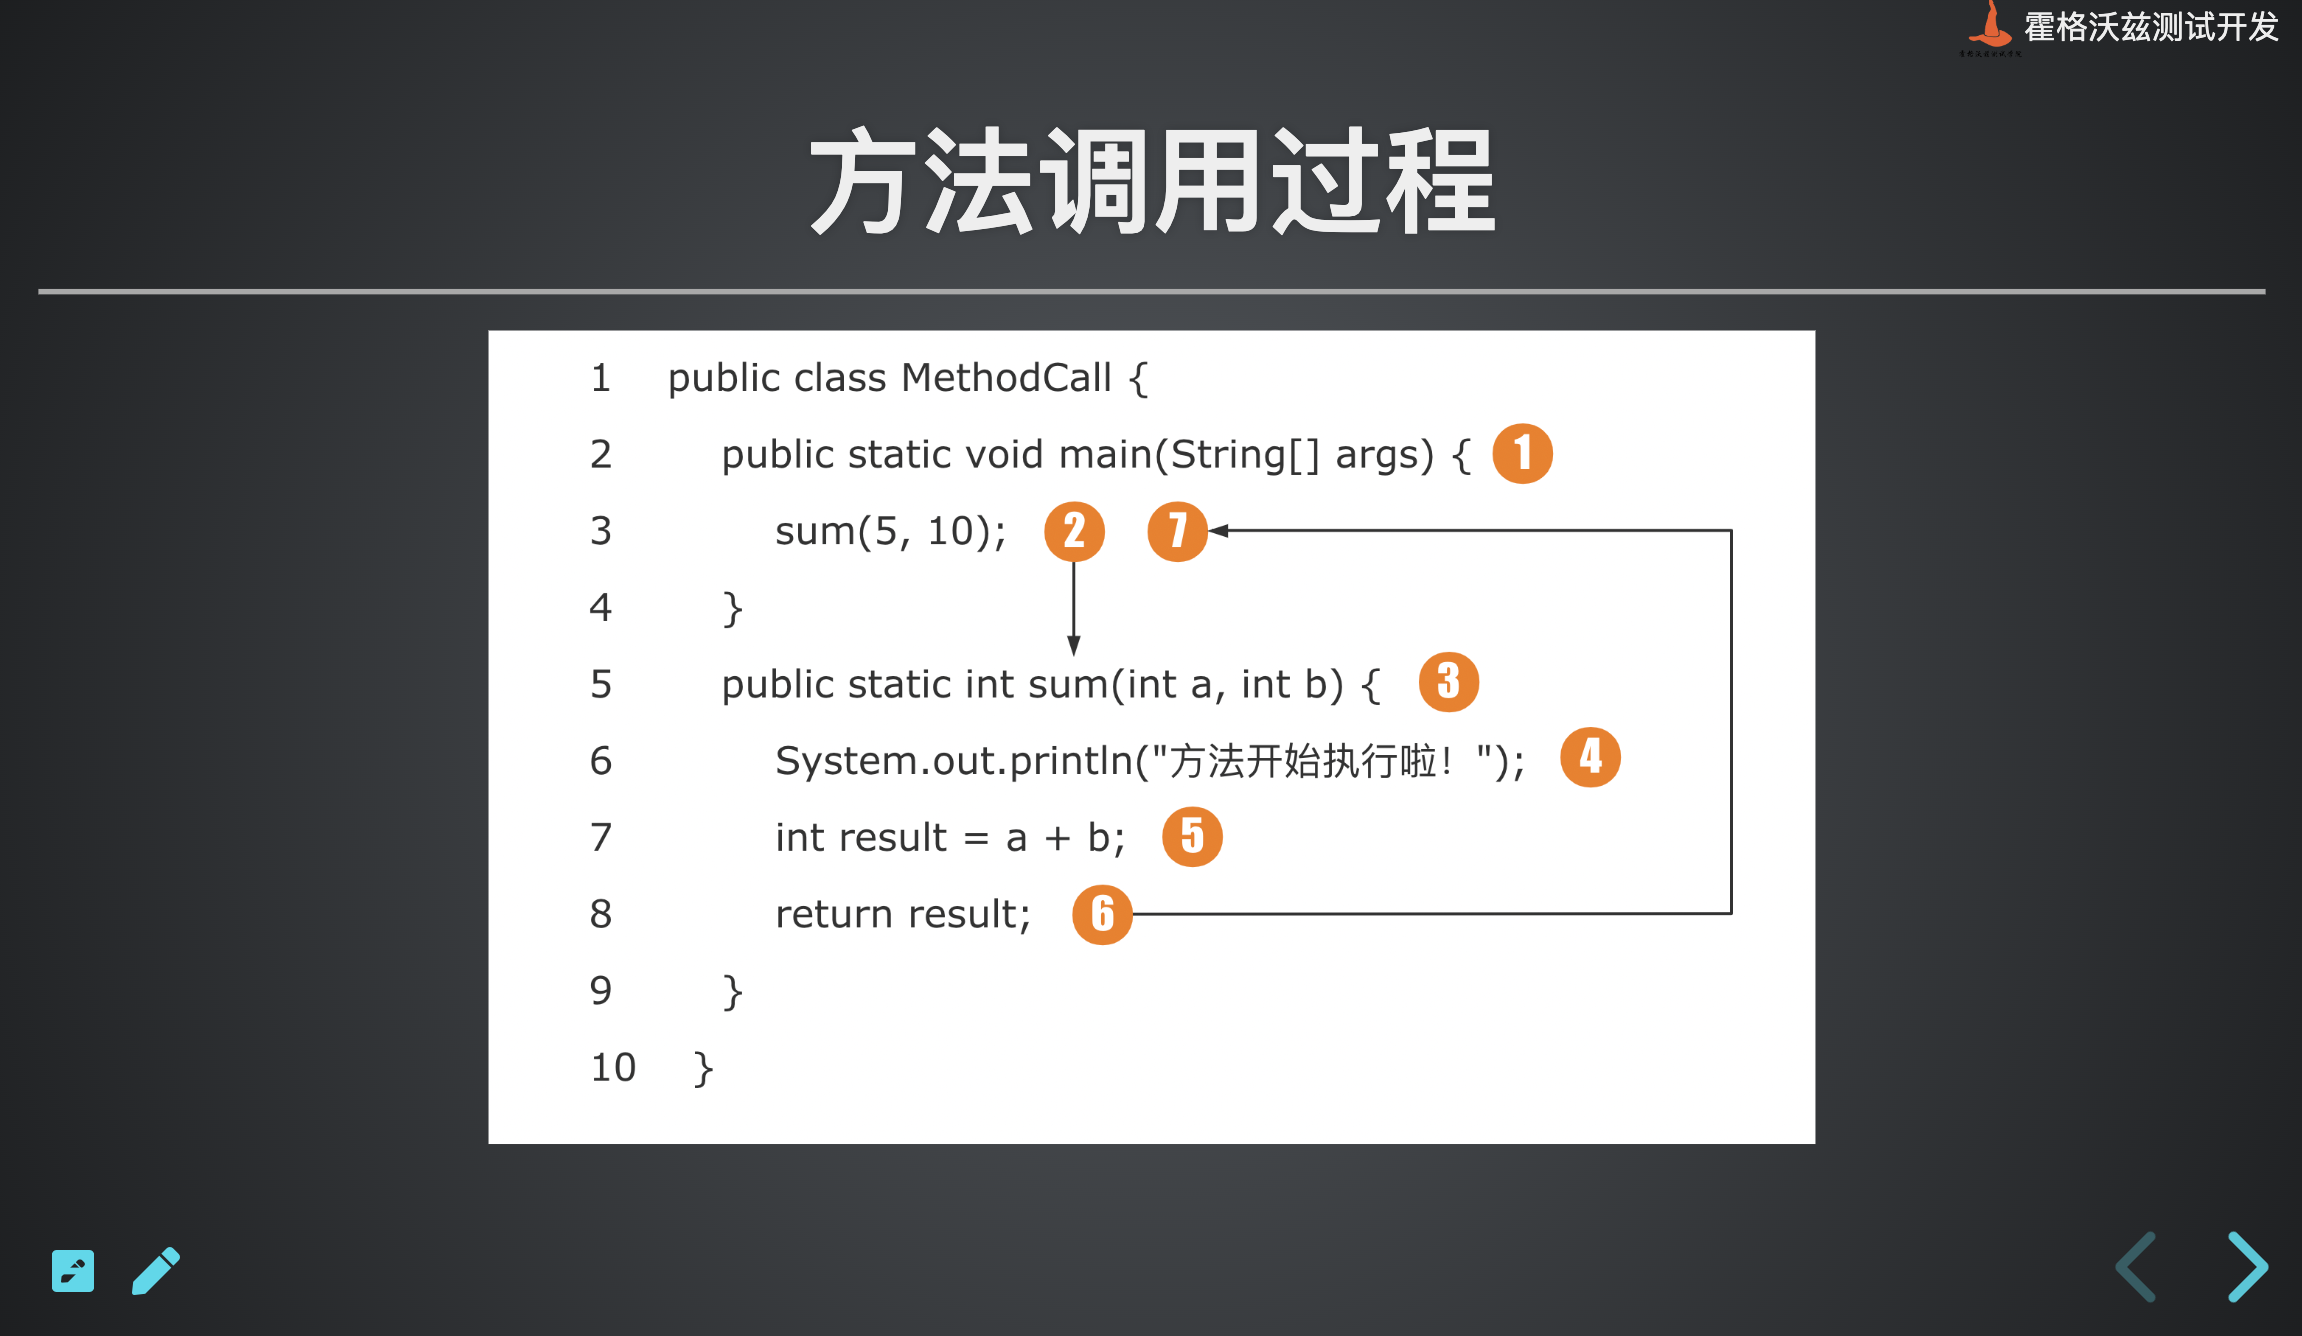 霍格沃兹测试开发
方法调用过程
1 public class MethodCall {
2 public static void main(String[] args) { 1
3 sum(5, 10); 2 7
4 }
5 public static int sum(int a, int b) { 3
6 System.out.println("方法开始执行啦！"); 4
7 int result = a + b; 5
8 return result; 6
9 }
10 }